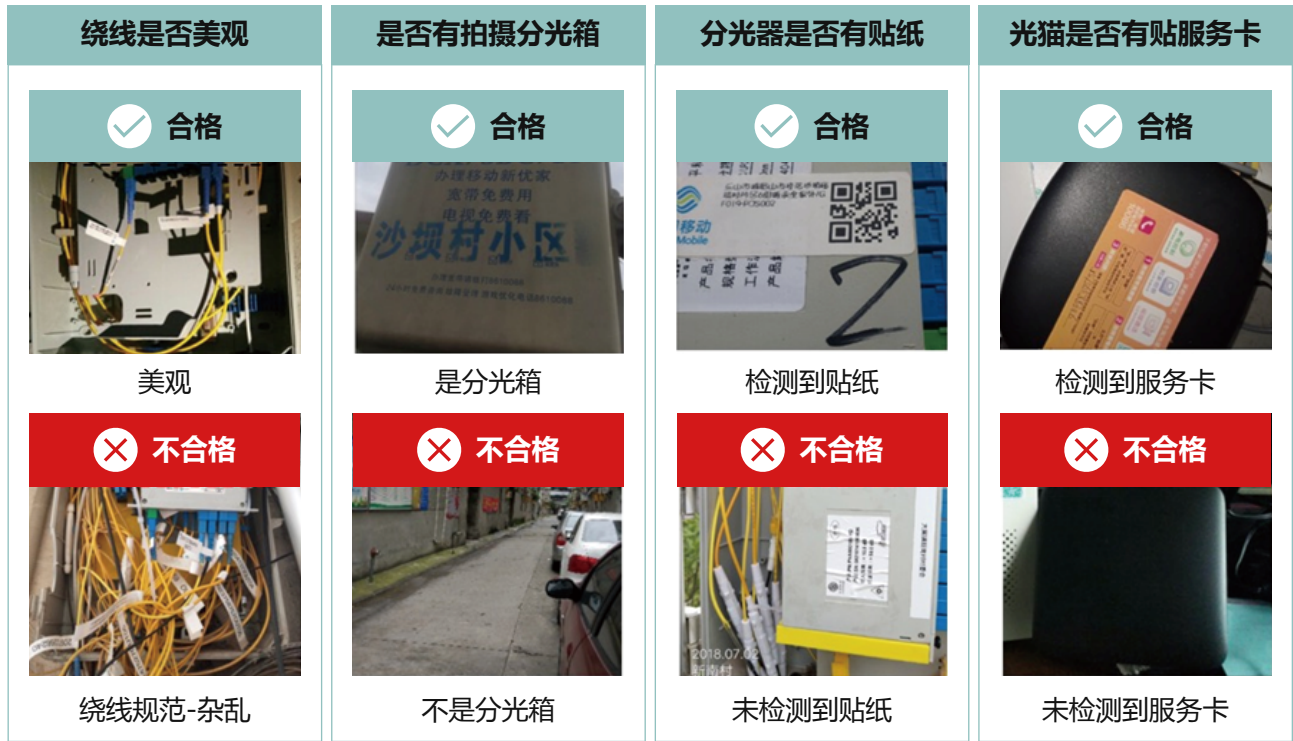 绕线是否美观
合格
美观
不合格
绕线规范-杂乱
是否有拍摄分光箱
合格
办理移动新优家
宽带免费用
电视免费看
沙坝村小区
是分光箱
不合格
不是分光箱
分光器是否有贴纸
合格
移动
Mobile
2
检测到贴纸
不合格
2018.07.02
新南村
未检测到贴纸
光猫是否有贴服务卡
合格
检测到服务卡
不合格
未检测到服务卡